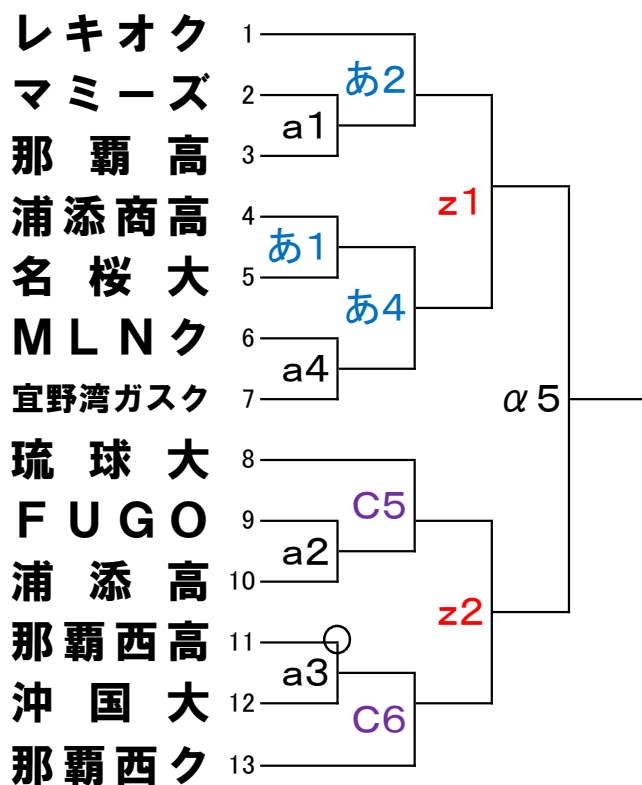 レキオク 1
あ2
マミーズ 2
a1
那覇高 3
z1
浦添商高 4
あ1
名桜大 5
あ4
MLNク 6
a4
宜野湾ガスク 7
α5
琉球大 8
C5
FUGO 9
a2
浦添高 10
z2
那覇西高 11
a3
沖国大 12
C6
那覇西ク 13